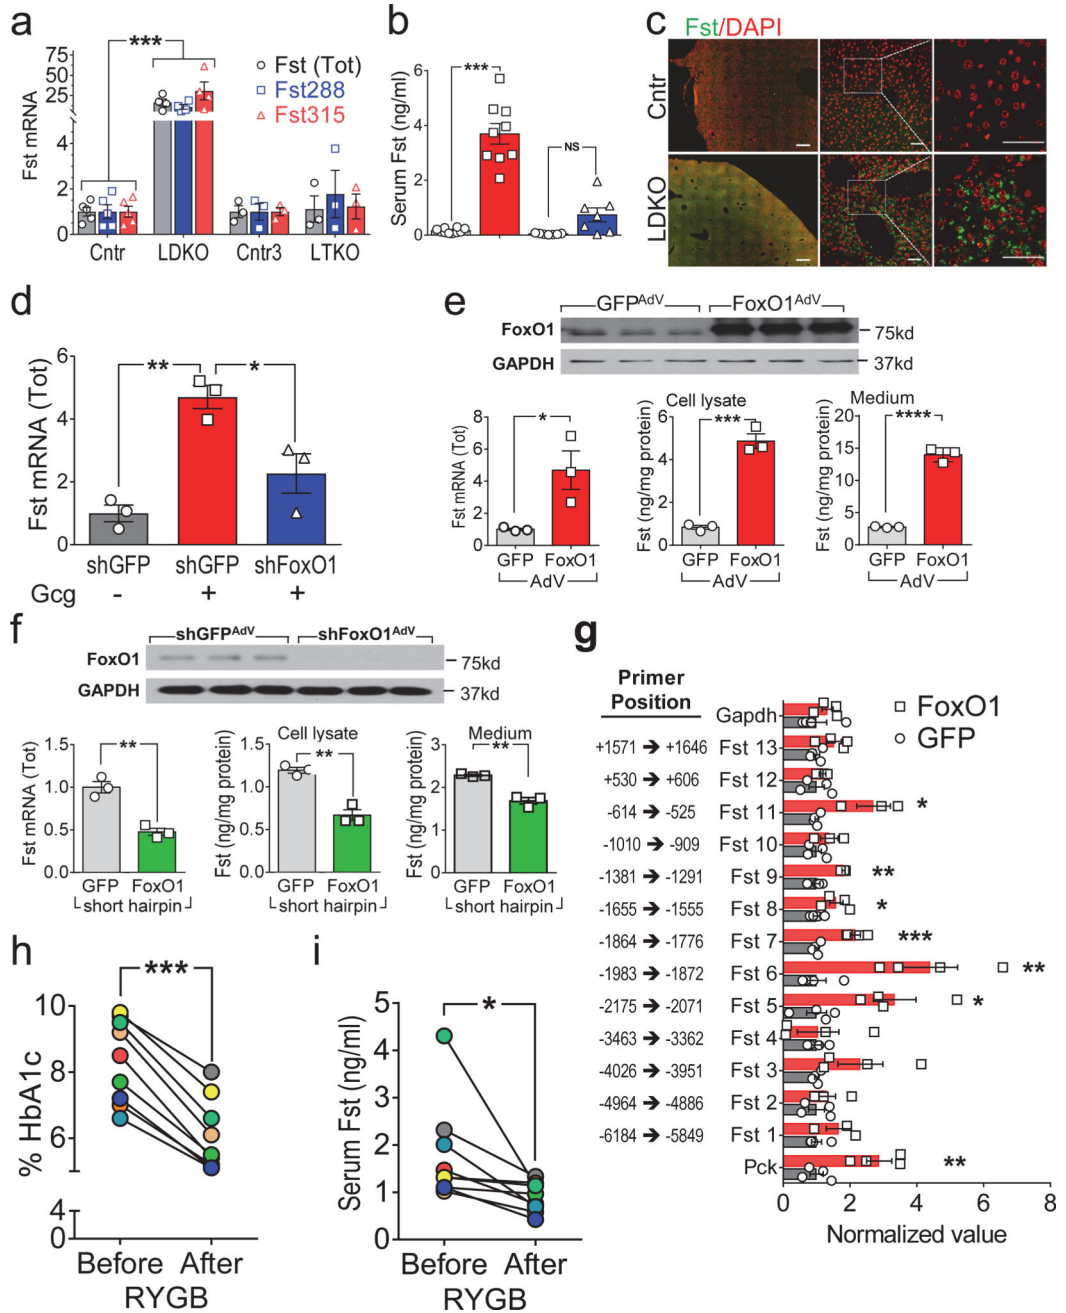 a
Fst mRNA
75
50
25
4
2
0
***
Fst (Tot)
Fst288
Fst315
Cntr LDKO Cntr3 LTKO
b
Serum Fst (ng/ml)
6
4
2
0
***
NS
c
Fst/DAPI
Cntr
LDKO
d
Fst mRNA (Tot)
6
4
2
0
** *
shGFP shGFP shFoxO1
Gcg - + +
e
GFPAdV FoxO1AdV
FoxO1 75kd
GAPDH 37kd
Fst mRNA (Tot)
8
6
4
2
0
*
GFP FoxO1
AdV
Cell lysate
Fst (ng/mg protein)
6
4
2
0
***
GFP FoxO1
AdV
Medium
Fst (ng/mg protein)
20
15
10
5
0
****
GFP FoxO1
AdV
f
shGFPAdV shFoxO1AdV
FoxO1 75kd
GAPDH 37kd
Fst mRNA (Tot)
1.5
1.0
0.5
0.0
**
GFP FoxO1
short hairpin
Cell lysate
Fst (ng/mg protein)
1.5
1.0
0.5
0.0
**
GFP FoxO1
short hairpin
Medium
Fst (ng/mg protein)
3
2
1
0
**
GFP FoxO1
short hairpin
g
Primer
Position
FoxO1
GFP
Gapdh
+1571 ➔ +1646 Fst 13
+530 ➔ +606 Fst 12
-614 ➔ -525 Fst 11 *
-1010 ➔ -909 Fst 10
-1381 ➔ -1291 Fst 9 **
-1655 ➔ -1555 Fst 8 *
-1864 ➔ -1776 Fst 7 ***
-1983 ➔ -1872 Fst 6 **
-2175 ➔ -2071 Fst 5 *
-3463 ➔ -3362 Fst 4
-4026 ➔ -3951 Fst 3
-4964 ➔ -4886 Fst 2
-6184 ➔ -5849 Fst 1
Pck **
0 2 4 6 8
Normalized value
h
% HbA1c
10
8
6
4
0
***
Before After
RYGB
i
Serum Fst (ng/ml)
5
4
3
2
1
0
*
Before After
RYGB